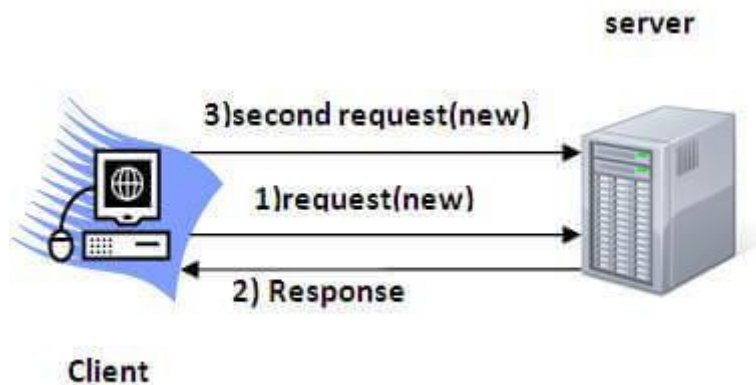 server
3)second request(new)
1)request(new)
2) Response
Client